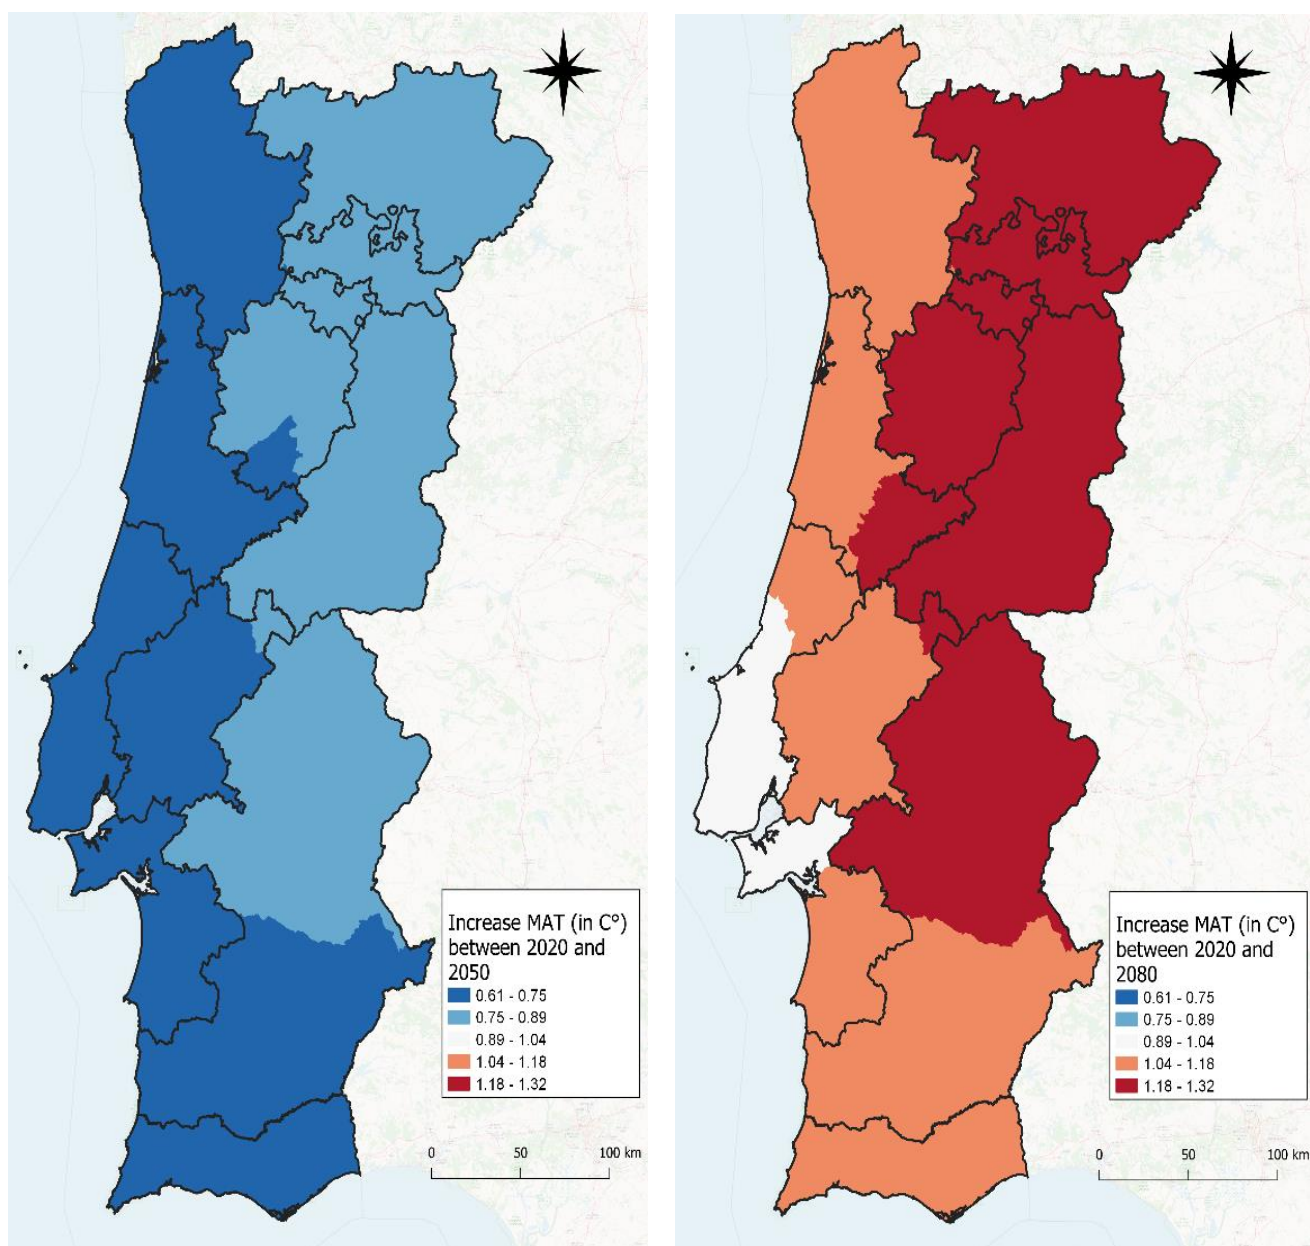 Increase MAT (in C°)
between 2020 and
2050
0.61 - 0.75
0.75 - 0.89
0.89 - 1.04
1.04 - 1.18
1.18 - 1.32
0 50 100 km
Increase MAT (in C°)
between 2020 and
2080
0.61 - 0.75
0.75 - 0.89
0.89 - 1.04
1.04 - 1.18
1.18 - 1.32
0 50 100 km